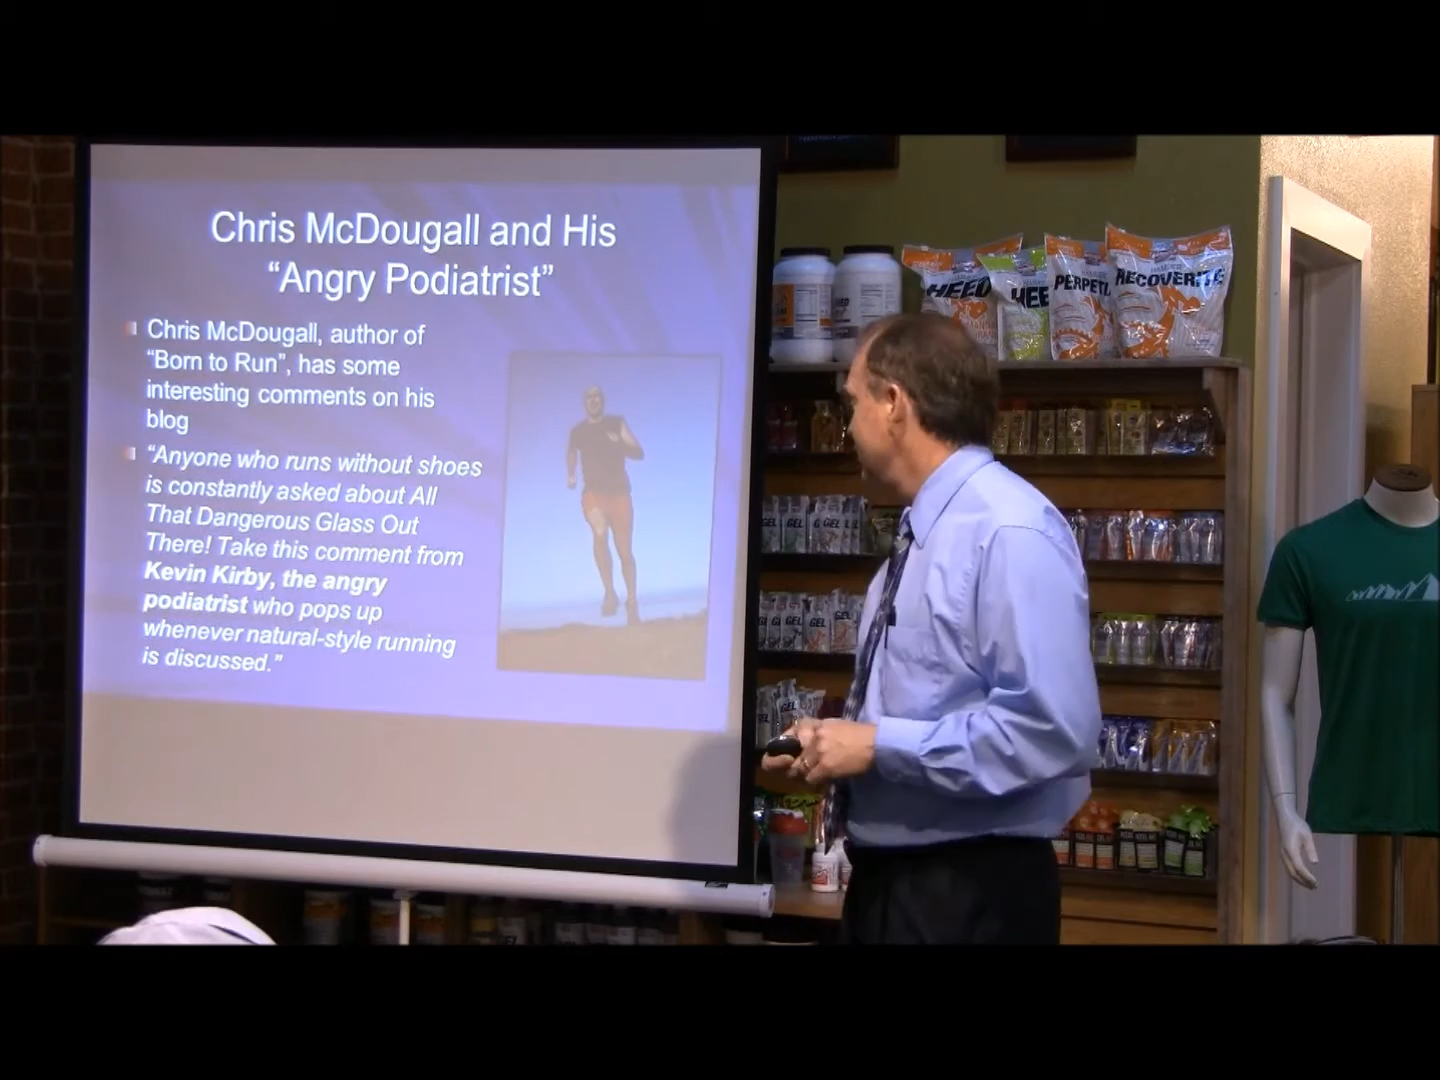 Chris McDougall and His
“Angry Podiatrist”
Chris McDougall, author of
“Born to Run”, has some
interesting comments on his
blog
“Anyone who runs without shoes
is constantly asked about All
That Dangerous Glass Out
There! Take this comment from
Kevin Kirby, the angry
podiatrist who pops up
whenever natural-style running
is discussed.”
HEED
HEE
PERPET
RECOVERITE
GEL GEL GEL
GEL GEL
GEL